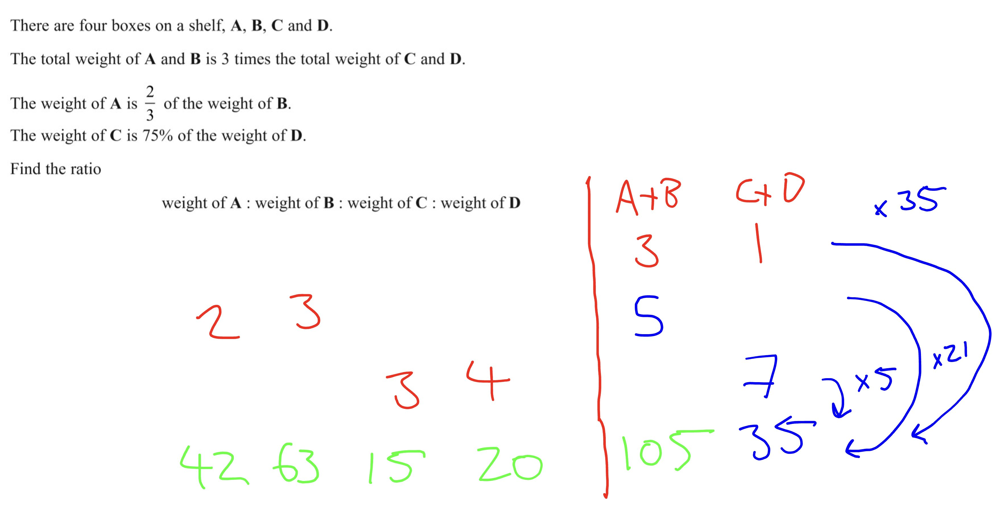 There are four boxes on a shelf, A, B, C and D.
The total weight of A and B is 3 times the total weight of C and D.
The weight of A is 2/3 of the weight of B.
The weight of C is 75% of the weight of D.
Find the ratio
weight of A : weight of B : weight of C : weight of D
A+B C+D ×35
3 1
2 3 5
3 4 7 ×5 ×21
42 63 15 20 105 35